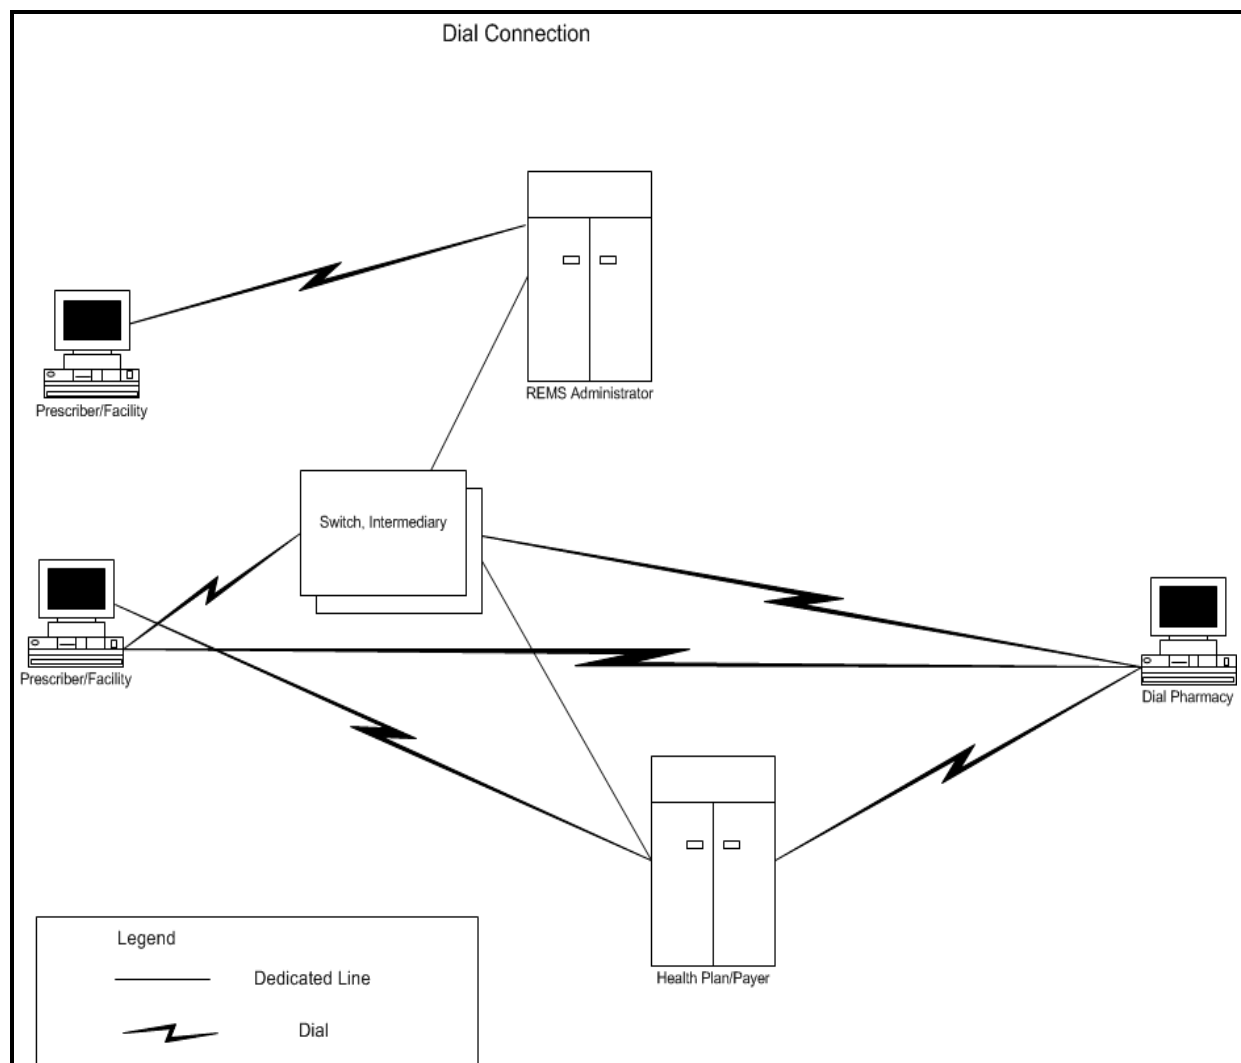 Dial Connection
REMS Administrator
Prescriber/Facility
Switch, Intermediary
Prescriber/Facility
Dial Pharmacy
Health Plan/Payer
Legend
Dedicated Line
Dial